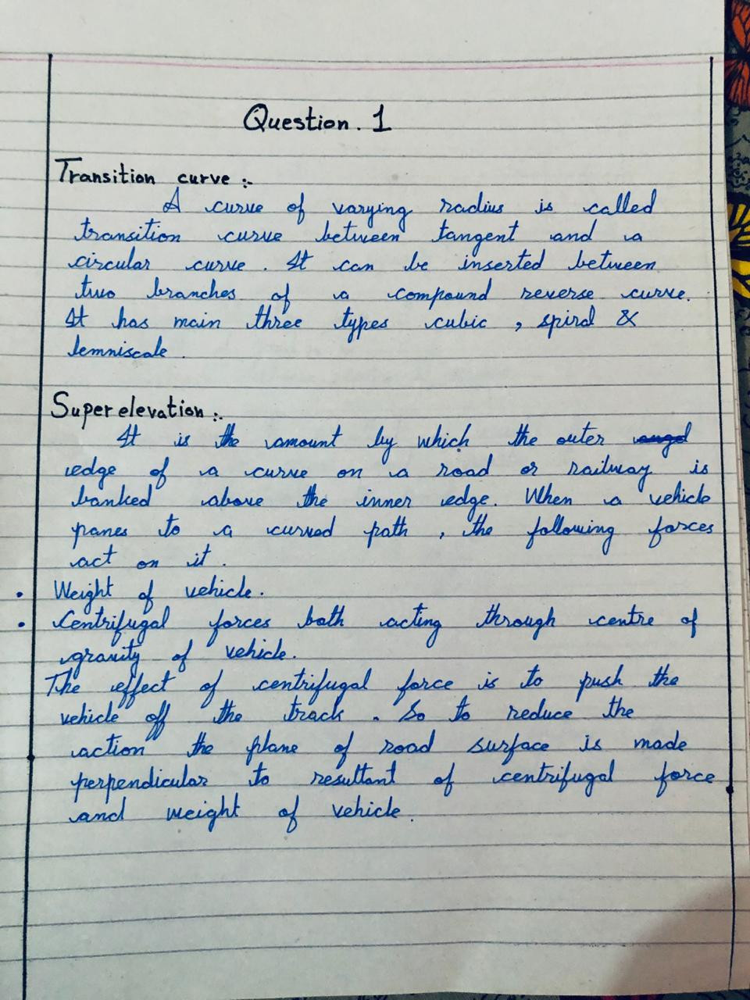 Question. 1
Transition curve :-
A curve of varying radius is called
transition curve between tangent and a
circular curve. It can be inserted between
two branches of a compound reverse curve.
It has main three types cubic, spiral &
lemniscale.
Superelevation :-
It is the amount by which the outer
edge of a curve on a road or railway is
banked above the inner edge. When a vehicle
panes to a curved path, the following forces
act on it.
• Weight of vehicle.
• Centrifugal forces both acting through centre of
gravity of vehicle.
The effect of centrifugal force is to push the
vehicle off the track. So to reduce the
action the plane of road surface is made
perpendicular to resultant of centrifugal force
and weight of vehicle.